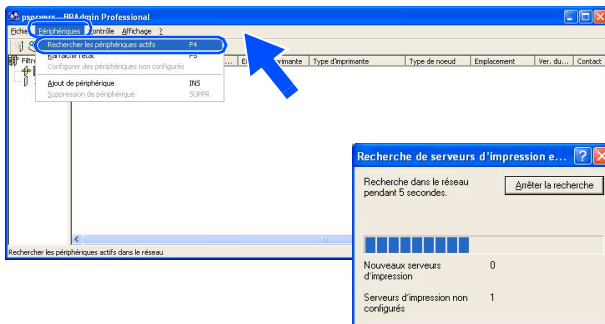 pservers - BRAdmin Professional
Périphériques Contrôle Affichage ?
Rechercher les périphériques actifs F4
Rafraîchir l'état F5
Configurer des périphériques non configurés
Ajout de périphérique INS
Suppression de périphérique SUPPR
Filtre
Type d'imprimante Type de noeud Emplacement Ver. du... Contact
Rechercher les périphériques actifs dans le réseau
Recherche de serveurs d'impression e...
Recherche dans le réseau
pendant 5 secondes.
Arrêter la recherche
Nouveaux serveurs
d'impression
0
Serveurs d'impression non
configurés
1